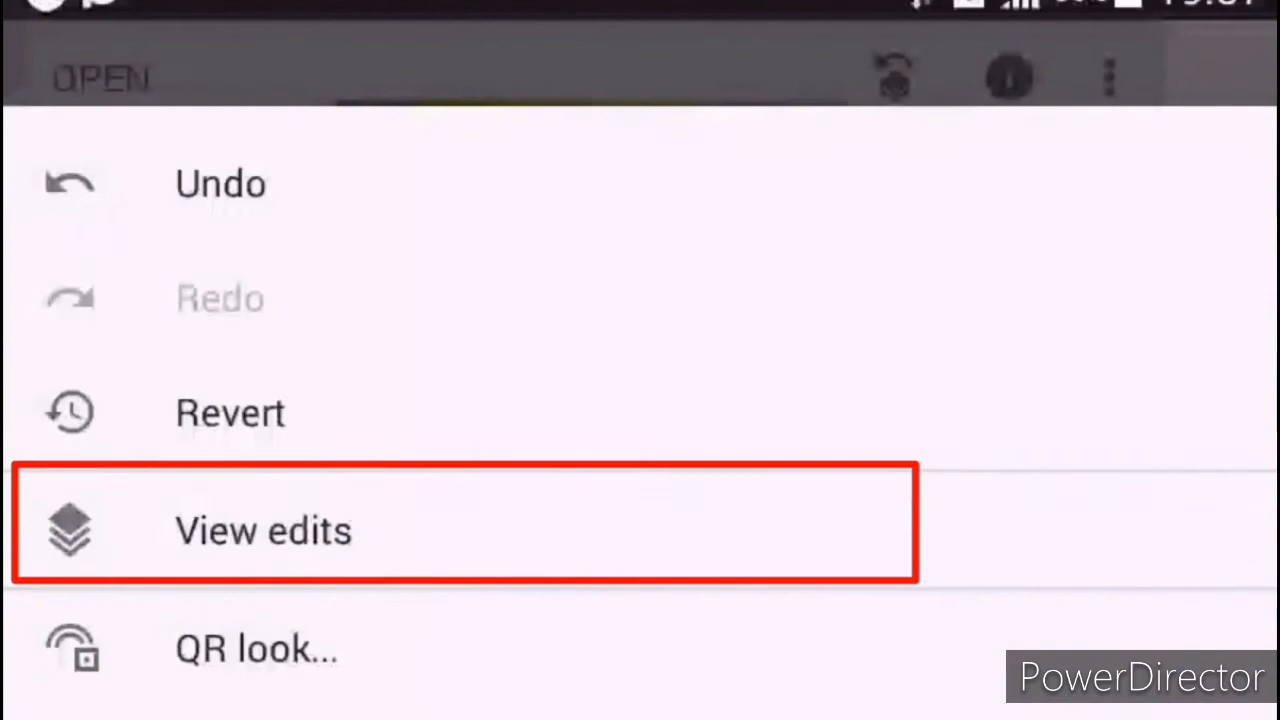 OPEN
Undo
Redo
Revert
View edits
QR look...
PowerDirector